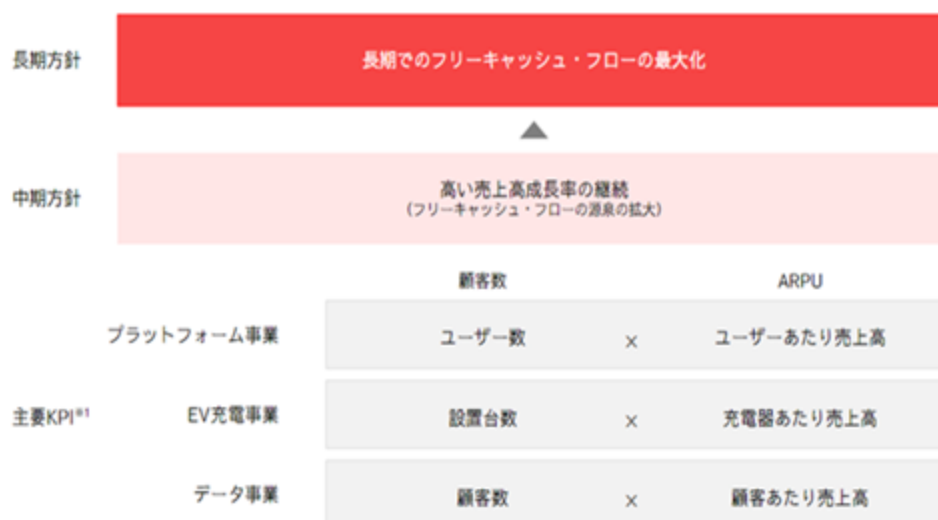 長期方針
長期でのフリーキャッシュ・フローの最大化
中期方針
高い売上高成長率の継続
(フリーキャッシュ・フローの源泉の拡大)
顧客数 ARPU
プラットフォーム事業 ユーザー数 × ユーザーあたり売上高
主要KPI※1 EV充電事業 設置台数 × 充電器あたり売上高
データ事業 顧客数 × 顧客あたり売上高